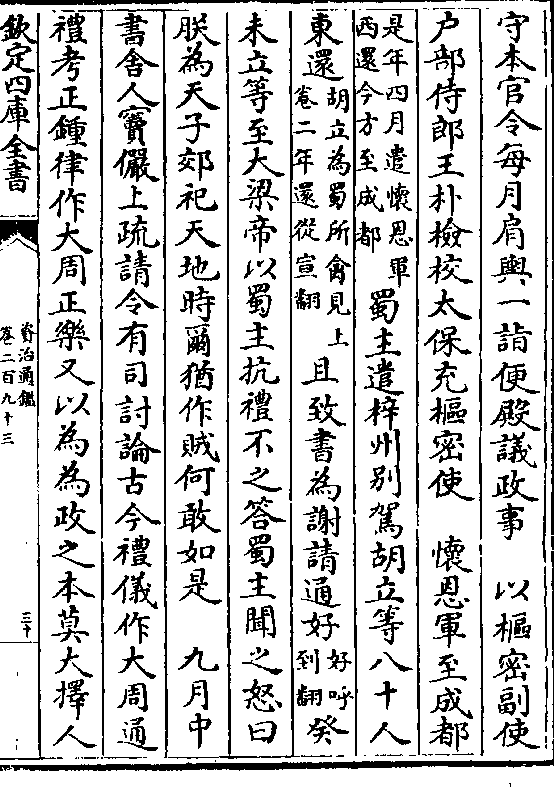 守本官令每月肩輿一詣便殿議政事　以樞密副使
户部侍郎王朴檢校太保充樞密使　懷恩軍至成都
是年四月遣懷恩軍
西還今方至成都
蜀主遣梓州别駕胡立等八十人
東還
胡立為蜀所禽見上
卷二年還從宣翻
且致書為謝請通好
好呼
到翻
癸
未立等至大梁帝以蜀主抗禮不之答蜀主聞之怒曰
朕為天子郊祀天地時爾猶作賊何敢如是　九月中
書舍人竇儼上疏請令有司討論古今禮儀作大周通
禮考正鍾律作大周正樂又以為為政之本莫大擇人
欽定四庫全書
資治通鑑
卷二百九十三
三十